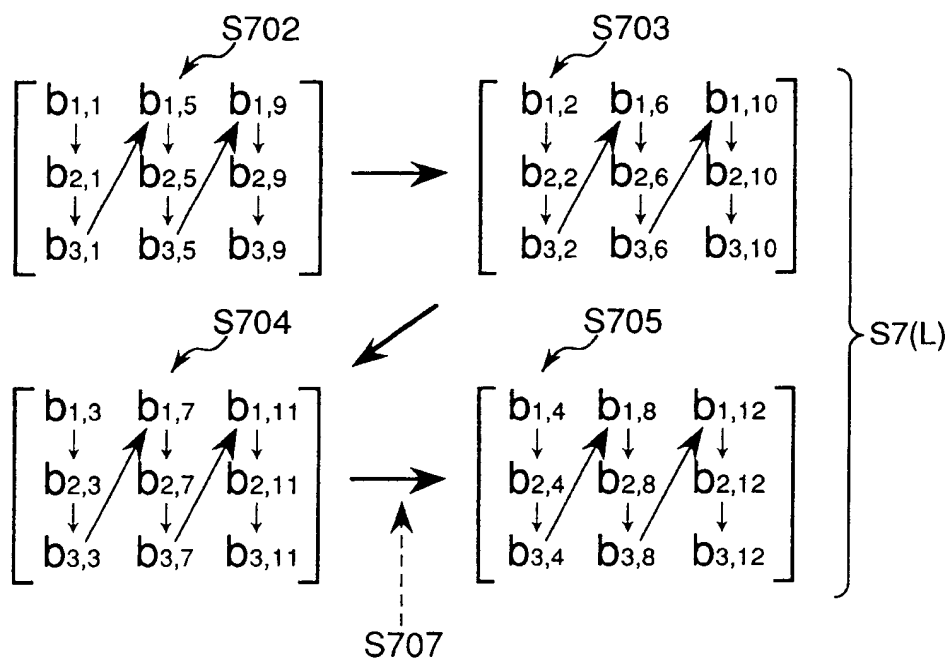 S702 S703
b1,1 b1,5 b1,9 b1,2 b1,6 b1,10
b2,1 b2,5 b2,9 b2,2 b2,6 b2,10
b3,1 b3,5 b3,9 b3,2 b3,6 b3,10
S704 S705 S7(L)
b1,3 b1,7 b1,11 b1,4 b1,8 b1,12
b2,3 b2,7 b2,11 b2,4 b2,8 b2,12
b3,3 b3,7 b3,11 b3,4 b3,8 b3,12
S707